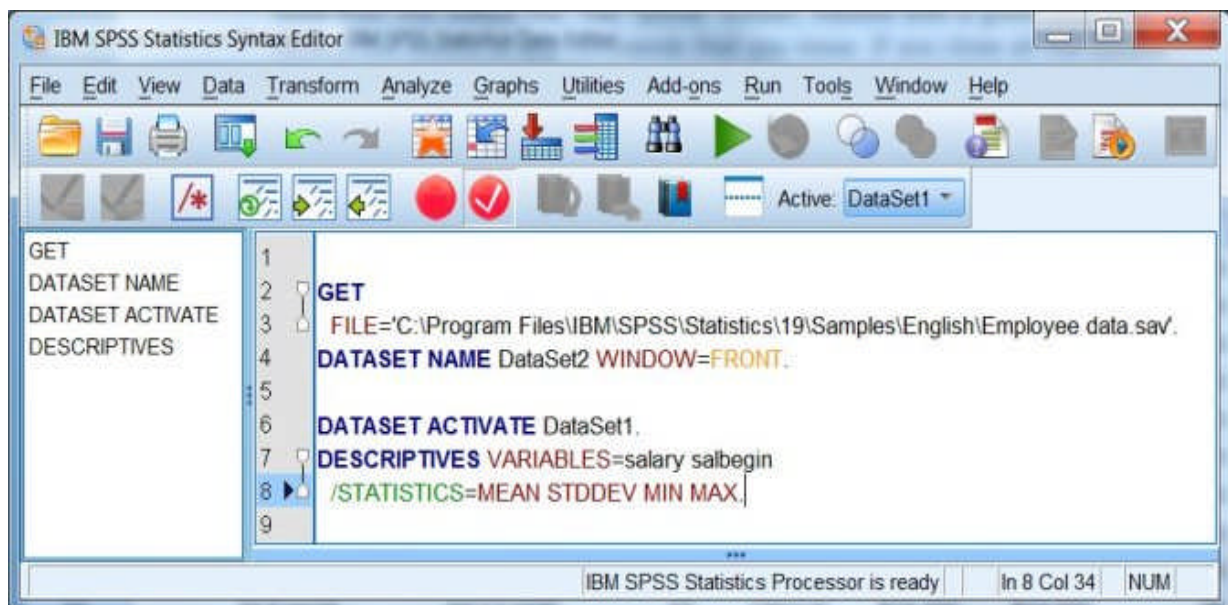 IBM SPSS Statistics Syntax Editor
File Edit View Data Transform Analyze Graphs Utilities Add-ons Run Tools Window Help
Active: DataSet1
GET
DATASET NAME
DATASET ACTIVATE
DESCRIPTIVES
1
2 GET
3 FILE='C:\Program Files\IBM\SPSS\Statistics\19\Samples\English\Employee data.sav'.
4 DATASET NAME DataSet2 WINDOW=FRONT.
5
6 DATASET ACTIVATE DataSet1.
7 DESCRIPTIVES VARIABLES=salary salbegin
8 /STATISTICS=MEAN STDDEV MIN MAX.
9
IBM SPSS Statistics Processor is ready In 8 Col 34 NUM